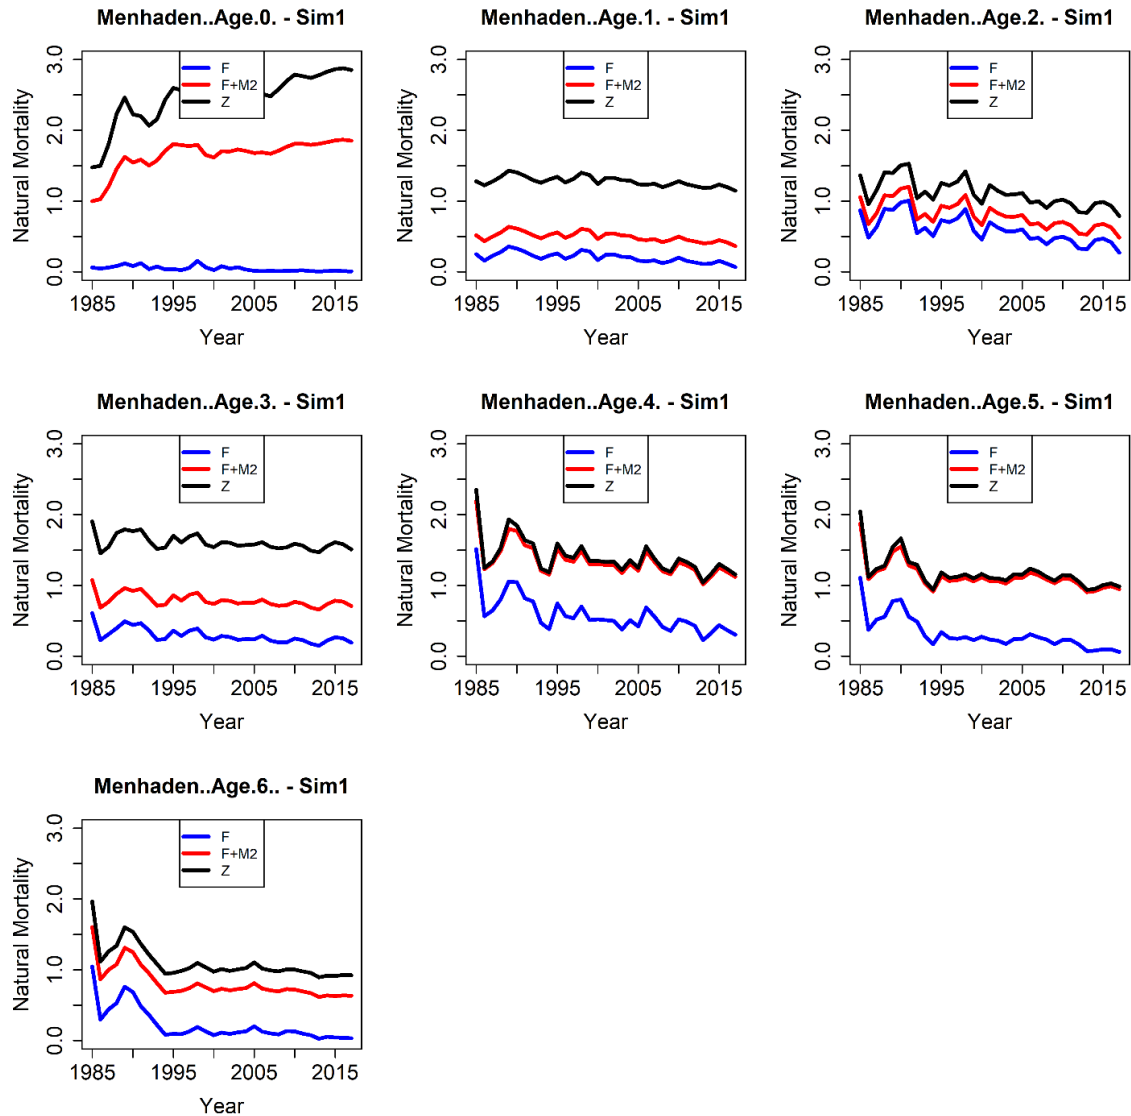 Menhaden..Age.0. - Sim1
Natural Mortality
3.0
2.0
1.0
0.0
F
F+M2
Z
1985
1995
2005
2015
Year
Menhaden..Age.1. - Sim1
Natural Mortality
3.0
2.0
1.0
0.0
F
F+M2
Z
1985
1995
2005
2015
Year
Menhaden..Age.2. - Sim1
Natural Mortality
3.0
2.0
1.0
0.0
F
F+M2
Z
1985
1995
2005
2015
Year
Menhaden..Age.3. - Sim1
Natural Mortality
3.0
2.0
1.0
0.0
F
F+M2
Z
1985
1995
2005
2015
Year
Menhaden..Age.4. - Sim1
Natural Mortality
3.0
2.0
1.0
0.0
F
F+M2
Z
1985
1995
2005
2015
Year
Menhaden..Age.5. - Sim1
Natural Mortality
3.0
2.0
1.0
0.0
F
F+M2
Z
1985
1995
2005
2015
Year
Menhaden..Age.6.. - Sim1
Natural Mortality
3.0
2.0
1.0
0.0
F
F+M2
Z
1985
1995
2005
2015
Year